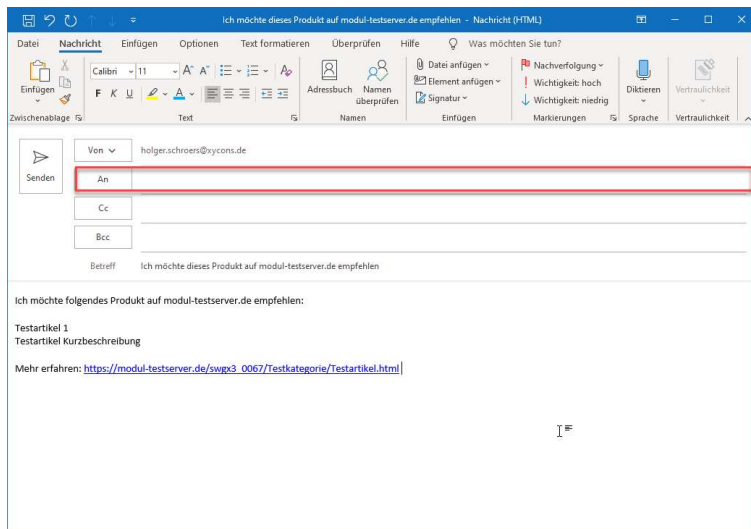 Ich möchte dieses Produkt auf modul-testserver.de empfehlen - Nachricht (HTML)
Datei Nachricht Einfügen Optionen Text formatieren Überprüfen Hilfe Was möchten Sie tun?
Einfügen
Zwischenablage
Calibri 11
F K U
Text
Adressbuch
Namen überprüfen
Namen
Datei anfügen
Element anfügen
Signatur
Einfügen
Nachverfolgung
Wichtigkeit: hoch
Wichtigkeit: niedrig
Markierungen
Diktieren
Sprache
Vertraulichkeit
Vertraulichkeit
Senden
Von holger.schroers@xycons.de
An
Cc
Bcc
Betreff Ich möchte dieses Produkt auf modul-testserver.de empfehlen
Ich möchte folgendes Produkt auf modul-testserver.de empfehlen:
Testartikel 1
Testartikel Kurzbeschreibung
Mehr erfahren: https://modul-testserver.de/swgx3_0067/Testkategorie/Testartikel.html